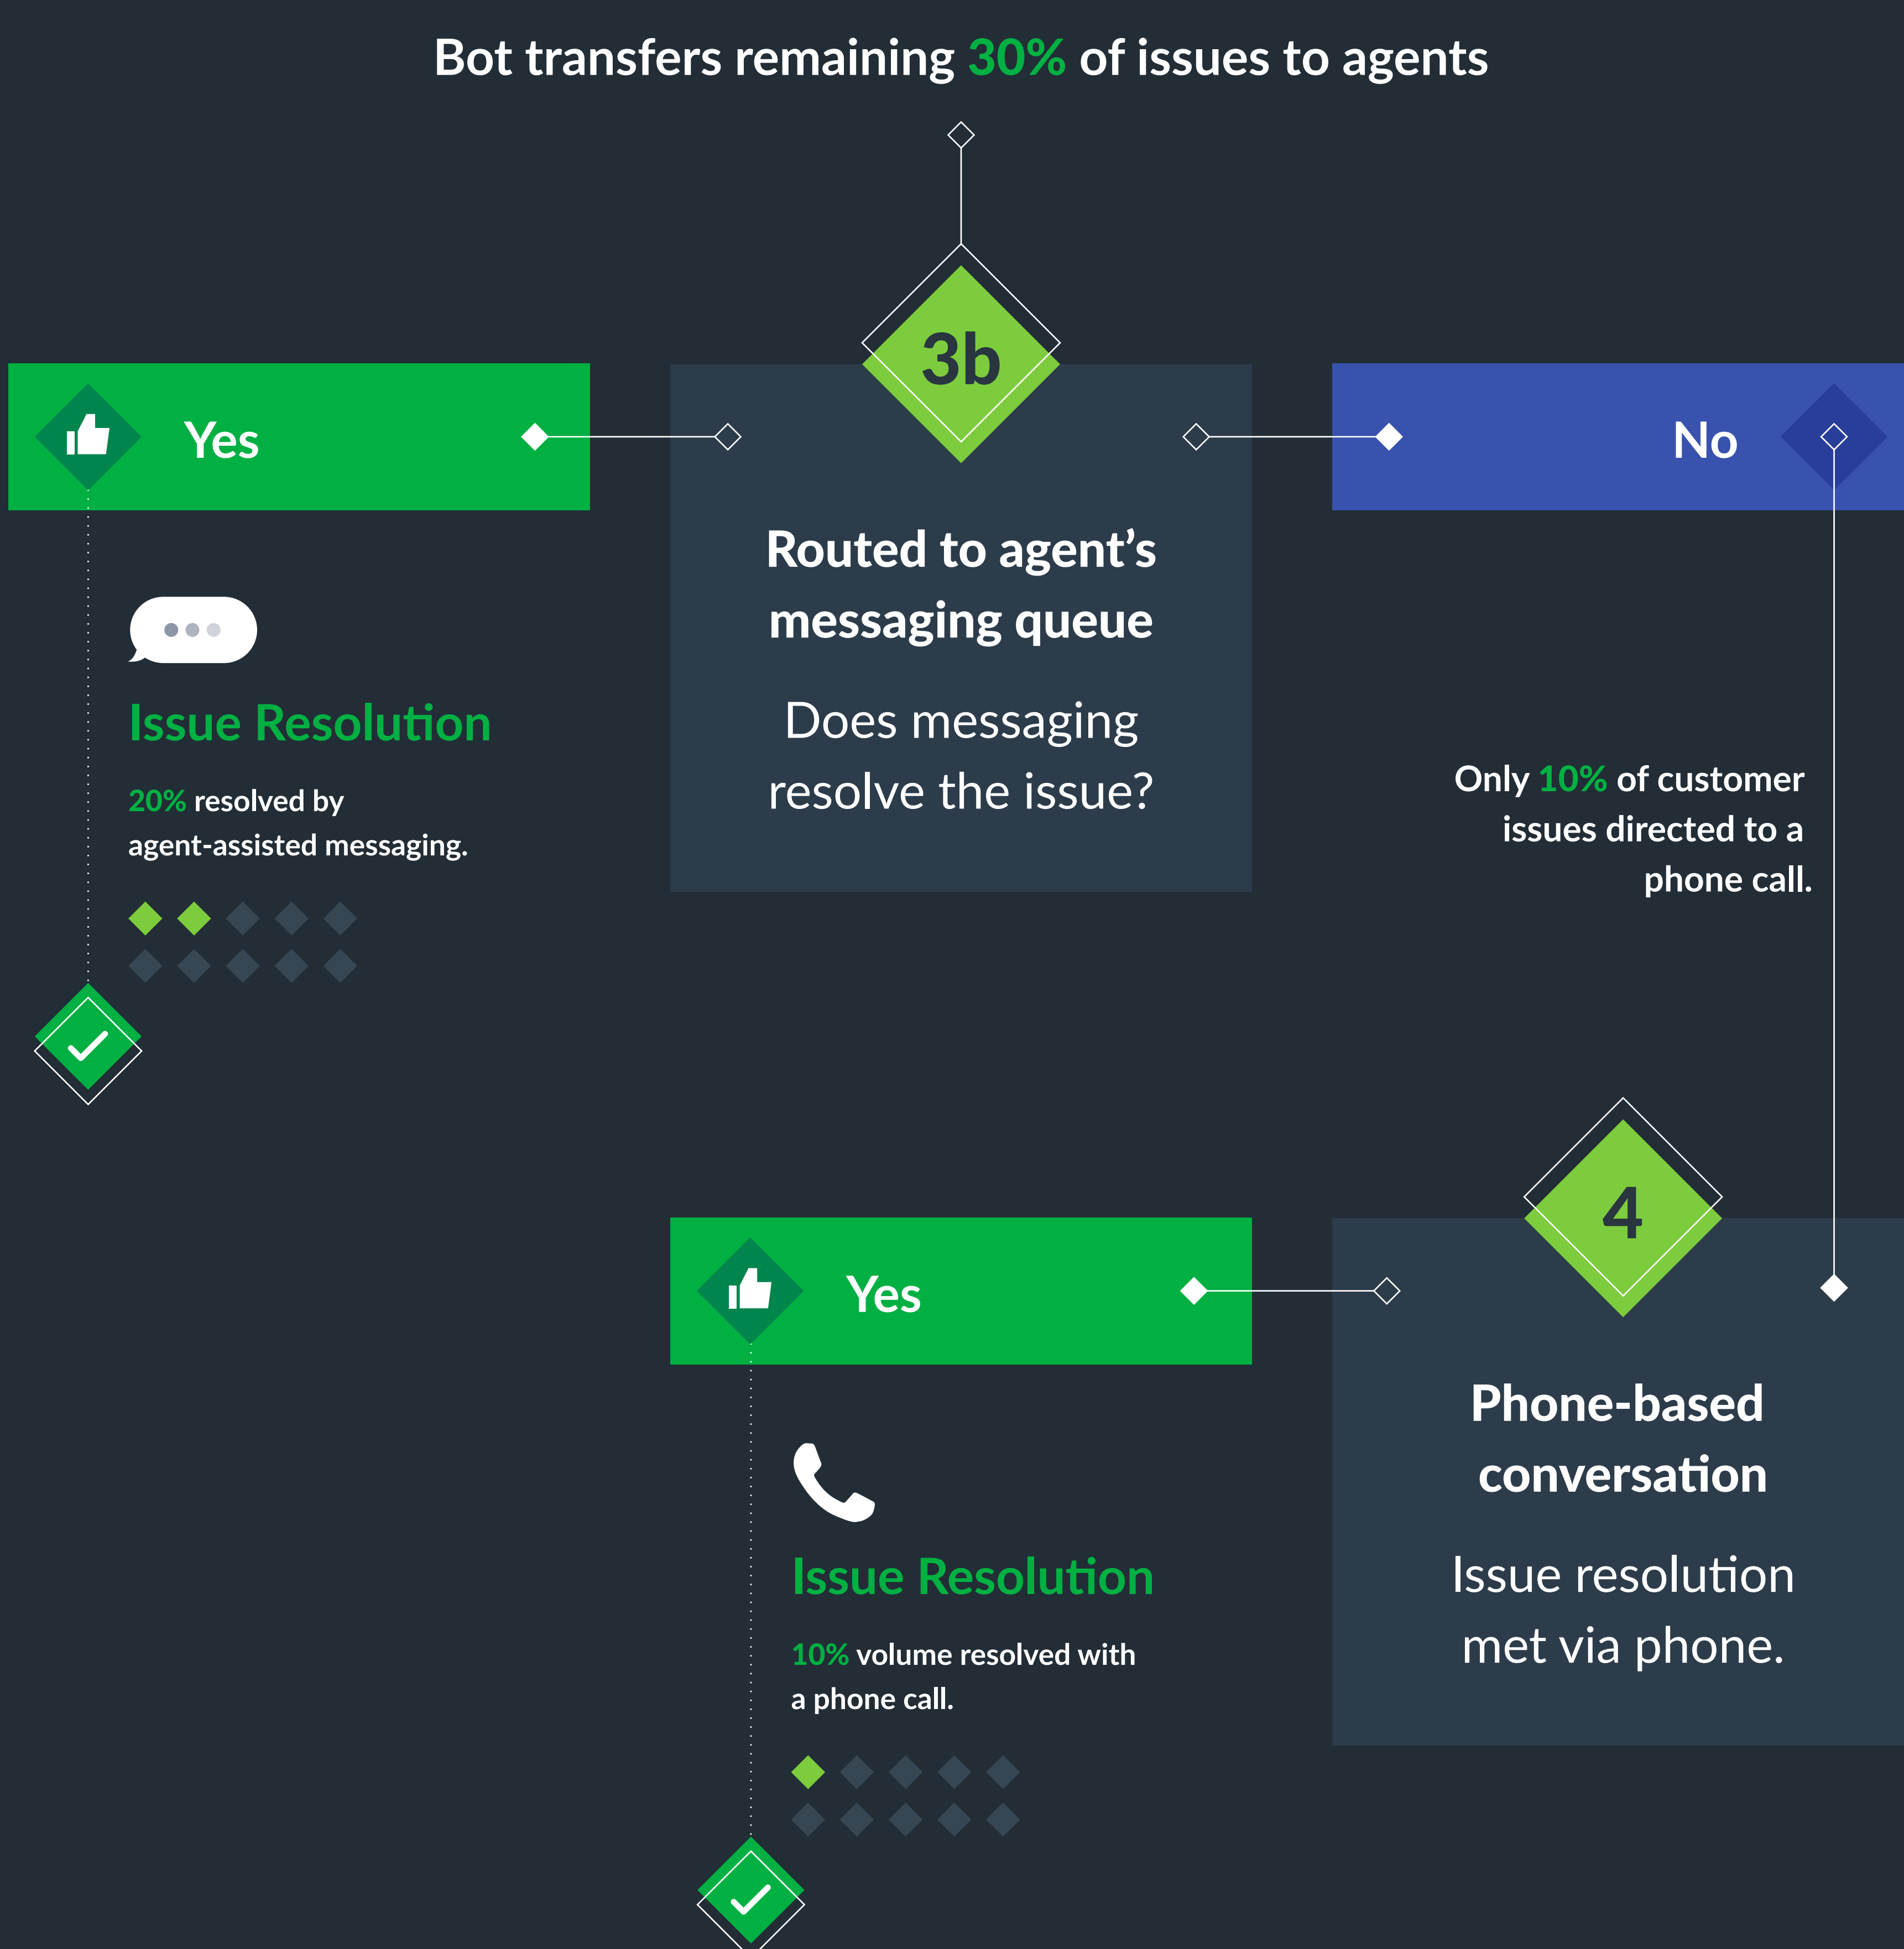 Bot transfers remaining 30% of issues to agents
3b
Yes
No
Routed to agent’s
messaging queue
Does messaging
resolve the issue?
Issue Resolution
20% resolved by
agent-assisted messaging.
Only 10% of customer
issues directed to a
phone call.
4
Yes
Phone-based
conversation
Issue resolution
met via phone.
Issue Resolution
10% volume resolved with
a phone call.